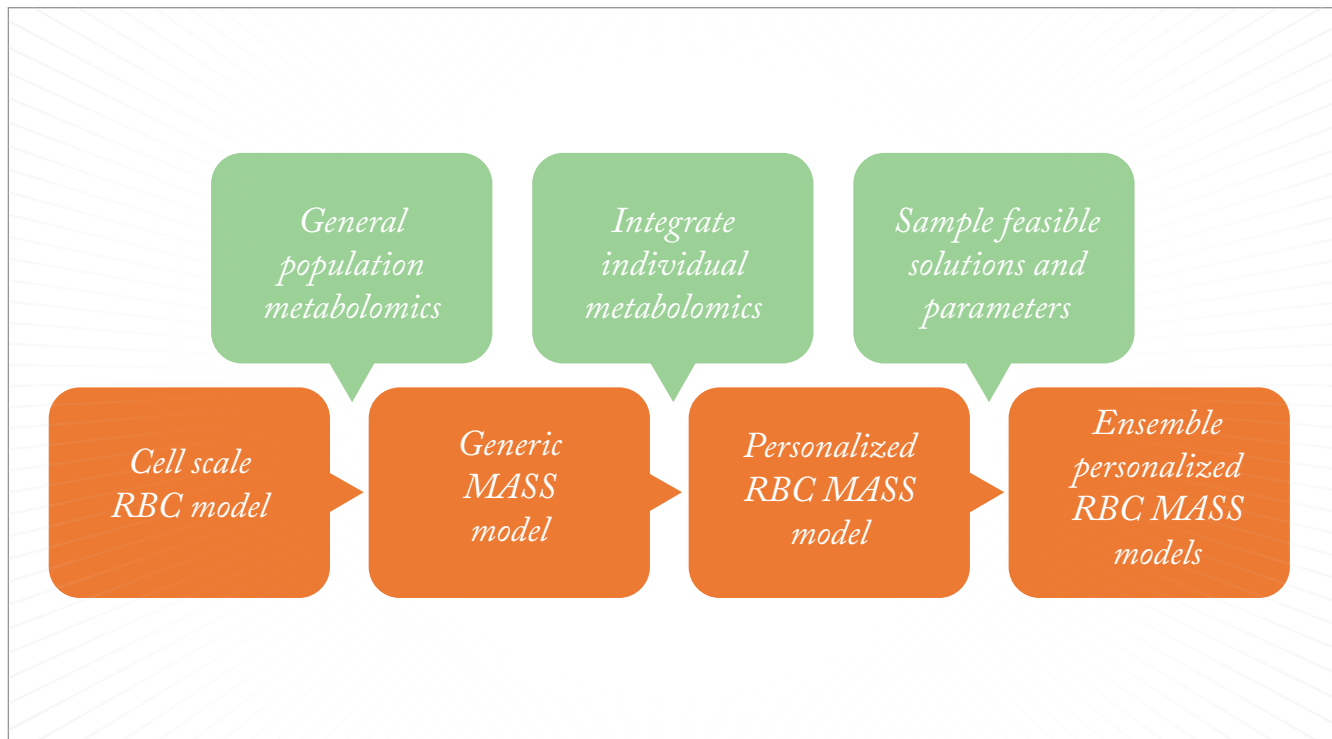 General
population
metabolomics
Integrate
individual
metabolomics
Sample feasible
solutions and
parameters
Cell scale
RBC model
Generic
MASS
model
Personalized
RBC MASS
model
Ensemble
personalized
RBC MASS
models